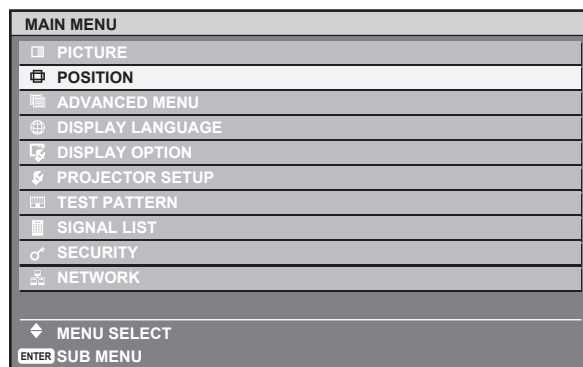 MAIN MENU
PICTURE
POSITION
ADVANCED MENU
DISPLAY LANGUAGE
DISPLAY OPTION
PROJECTOR SETUP
TEST PATTERN
SIGNAL LIST
SECURITY
NETWORK
MENU SELECT
ENTER SUB MENU